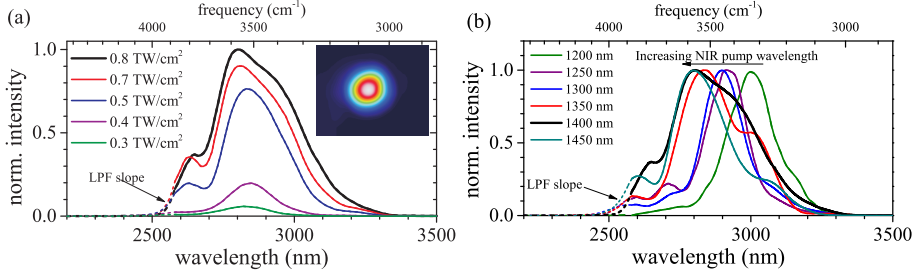 (a)
frequency (cm⁻¹)
4000 3500 3000
1.0
0.5
0.0
norm. intensity
0.8 TW/cm²
0.7 TW/cm²
0.5 TW/cm²
0.4 TW/cm²
0.3 TW/cm²
LPF slope
2500 3000 3500
wavelength (nm)
(b)
frequency (cm⁻¹)
4000 3500 3000
1.0
0.5
0.0
norm. intensity
Increasing NIR pump wavelength
1200 nm
1250 nm
1300 nm
1350 nm
1400 nm
1450 nm
LPF slope
2500 3000 3500
wavelength (nm)